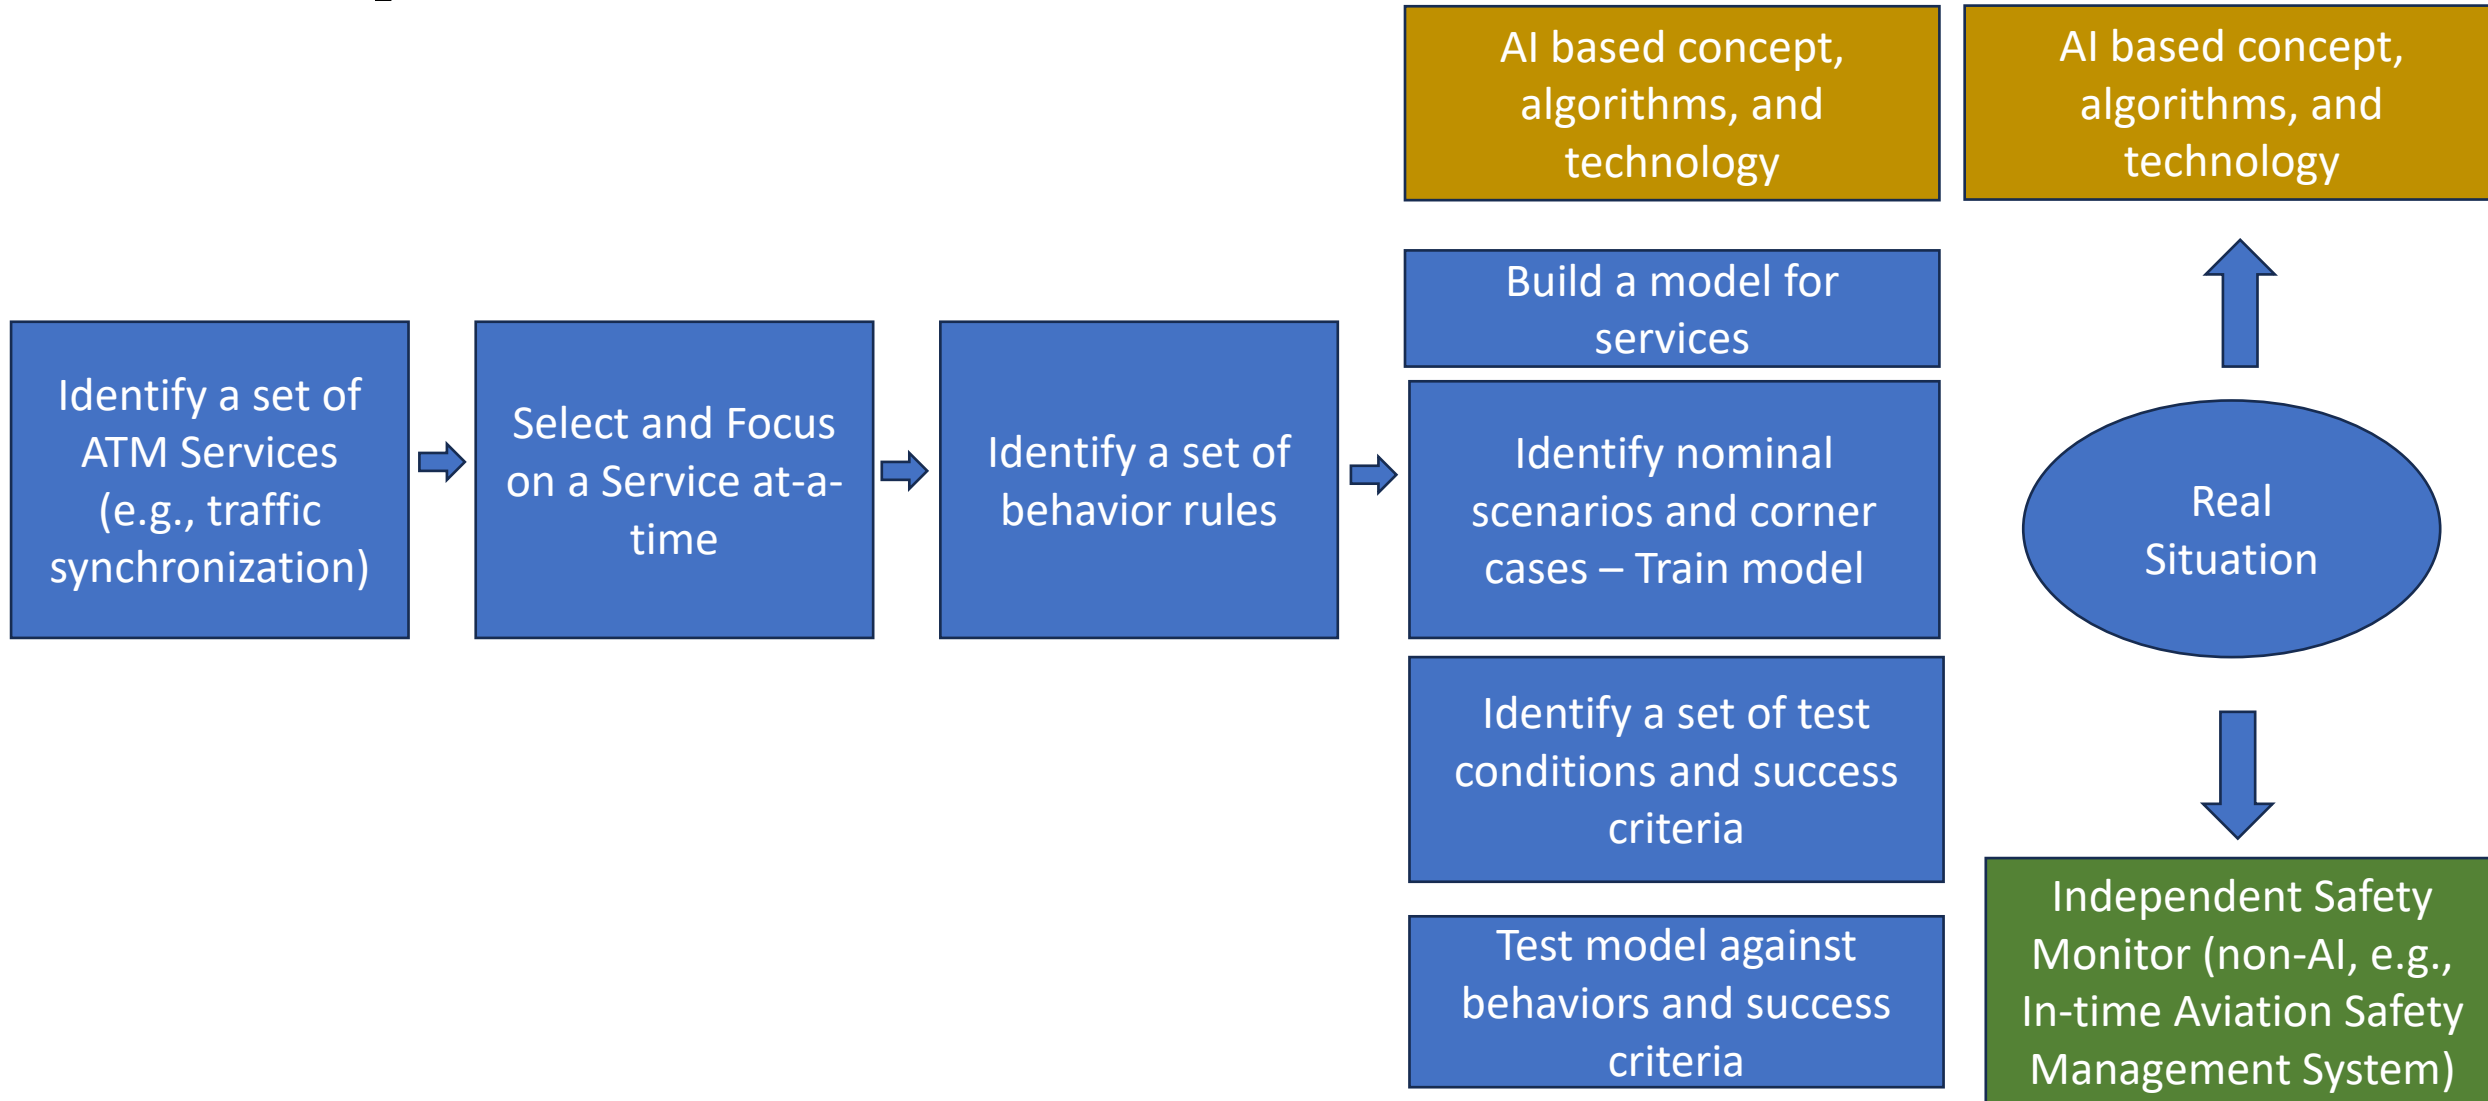 AI based concept,
algorithms, and
technology
AI based concept,
algorithms, and
technology
Build a model for
services
Identify a set of
ATM Services
(e.g., traffic
synchronization)
Select and Focus
on a Service at-a-
time
Identify a set of
behavior rules
Identify nominal
scenarios and corner
cases – Train model
Real
Situation
Identify a set of test
conditions and success
criteria
Test model against
behaviors and success
criteria
Independent Safety
Monitor (non-AI, e.g.,
In-time Aviation Safety
Management System)